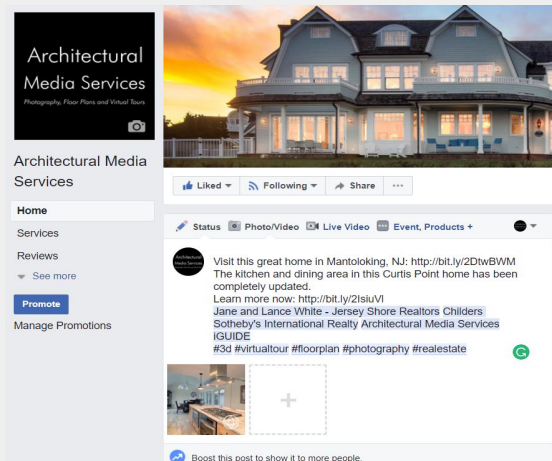 Architectural
Media Services
Photography, Floor Plans and Virtual Tours
Architectural Media
Services
Home
Services
Reviews
See more
Promote
Manage Promotions
Liked
Following
Share
Status
Photo/Video
Live Video
Event, Products +
Architectural
Media Services
Visit this great home in Mantoloking, NJ: http://bit.ly/2DtwBWM
The kitchen and dining area in this Curtis Point home has been
completely updated.
Learn more now: http://bit.ly/2IsiuVl
Jane and Lance White - Jersey Shore Realtors Childers
Sotheby's International Realty Architectural Media Services
iGUIDE
#3d #virtualtour #floorplan #photography #realestate
Boost this post to show it to more people.